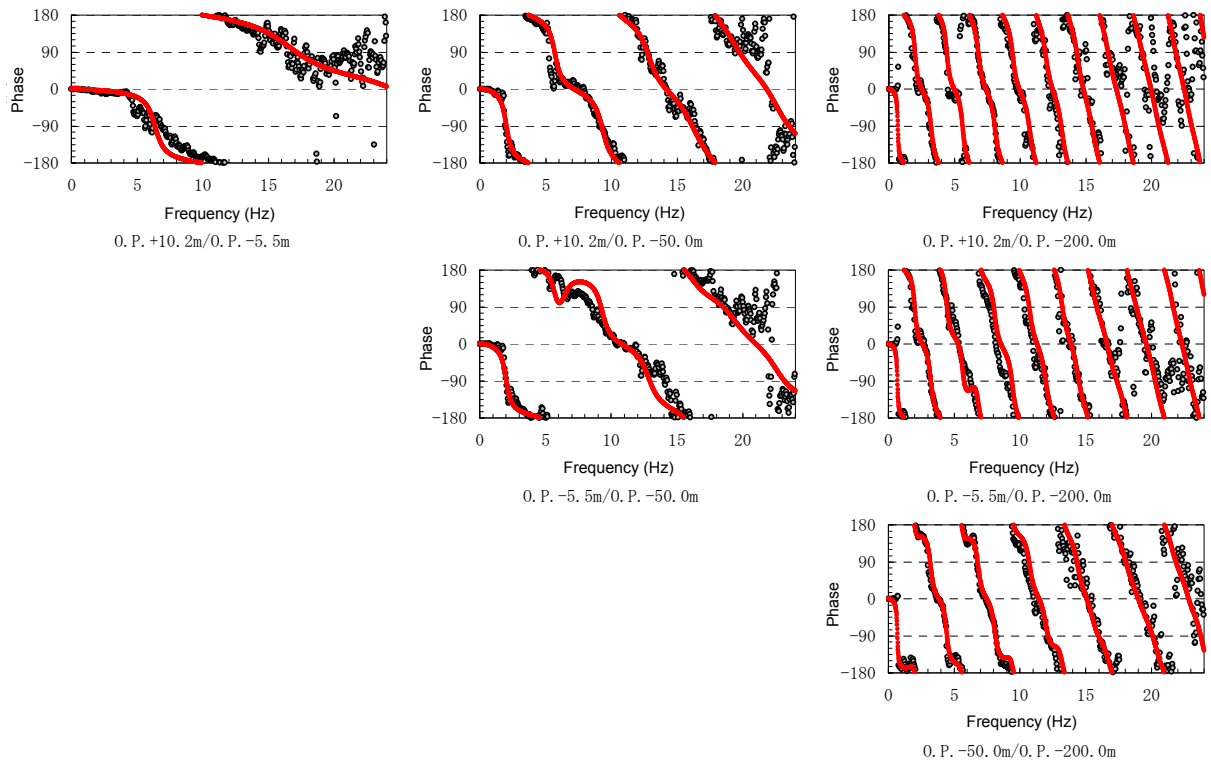 180
90
0
-90
-180
Phase
0 5 10 15 20
Frequency (Hz)
O.P.+10.2m/O.P.-5.5m
180
90
0
-90
-180
Phase
0 5 10 15 20
Frequency (Hz)
O.P.+10.2m/O.P.-50.0m
180
90
0
-90
-180
Phase
0 5 10 15 20
Frequency (Hz)
O.P.+10.2m/O.P.-200.0m
180
90
0
-90
-180
Phase
0 5 10 15 20
Frequency (Hz)
O.P.-5.5m/O.P.-50.0m
180
90
0
-90
-180
Phase
0 5 10 15 20
Frequency (Hz)
O.P.-5.5m/O.P.-200.0m
180
90
0
-90
-180
Phase
0 5 10 15 20
Frequency (Hz)
O.P.-50.0m/O.P.-200.0m